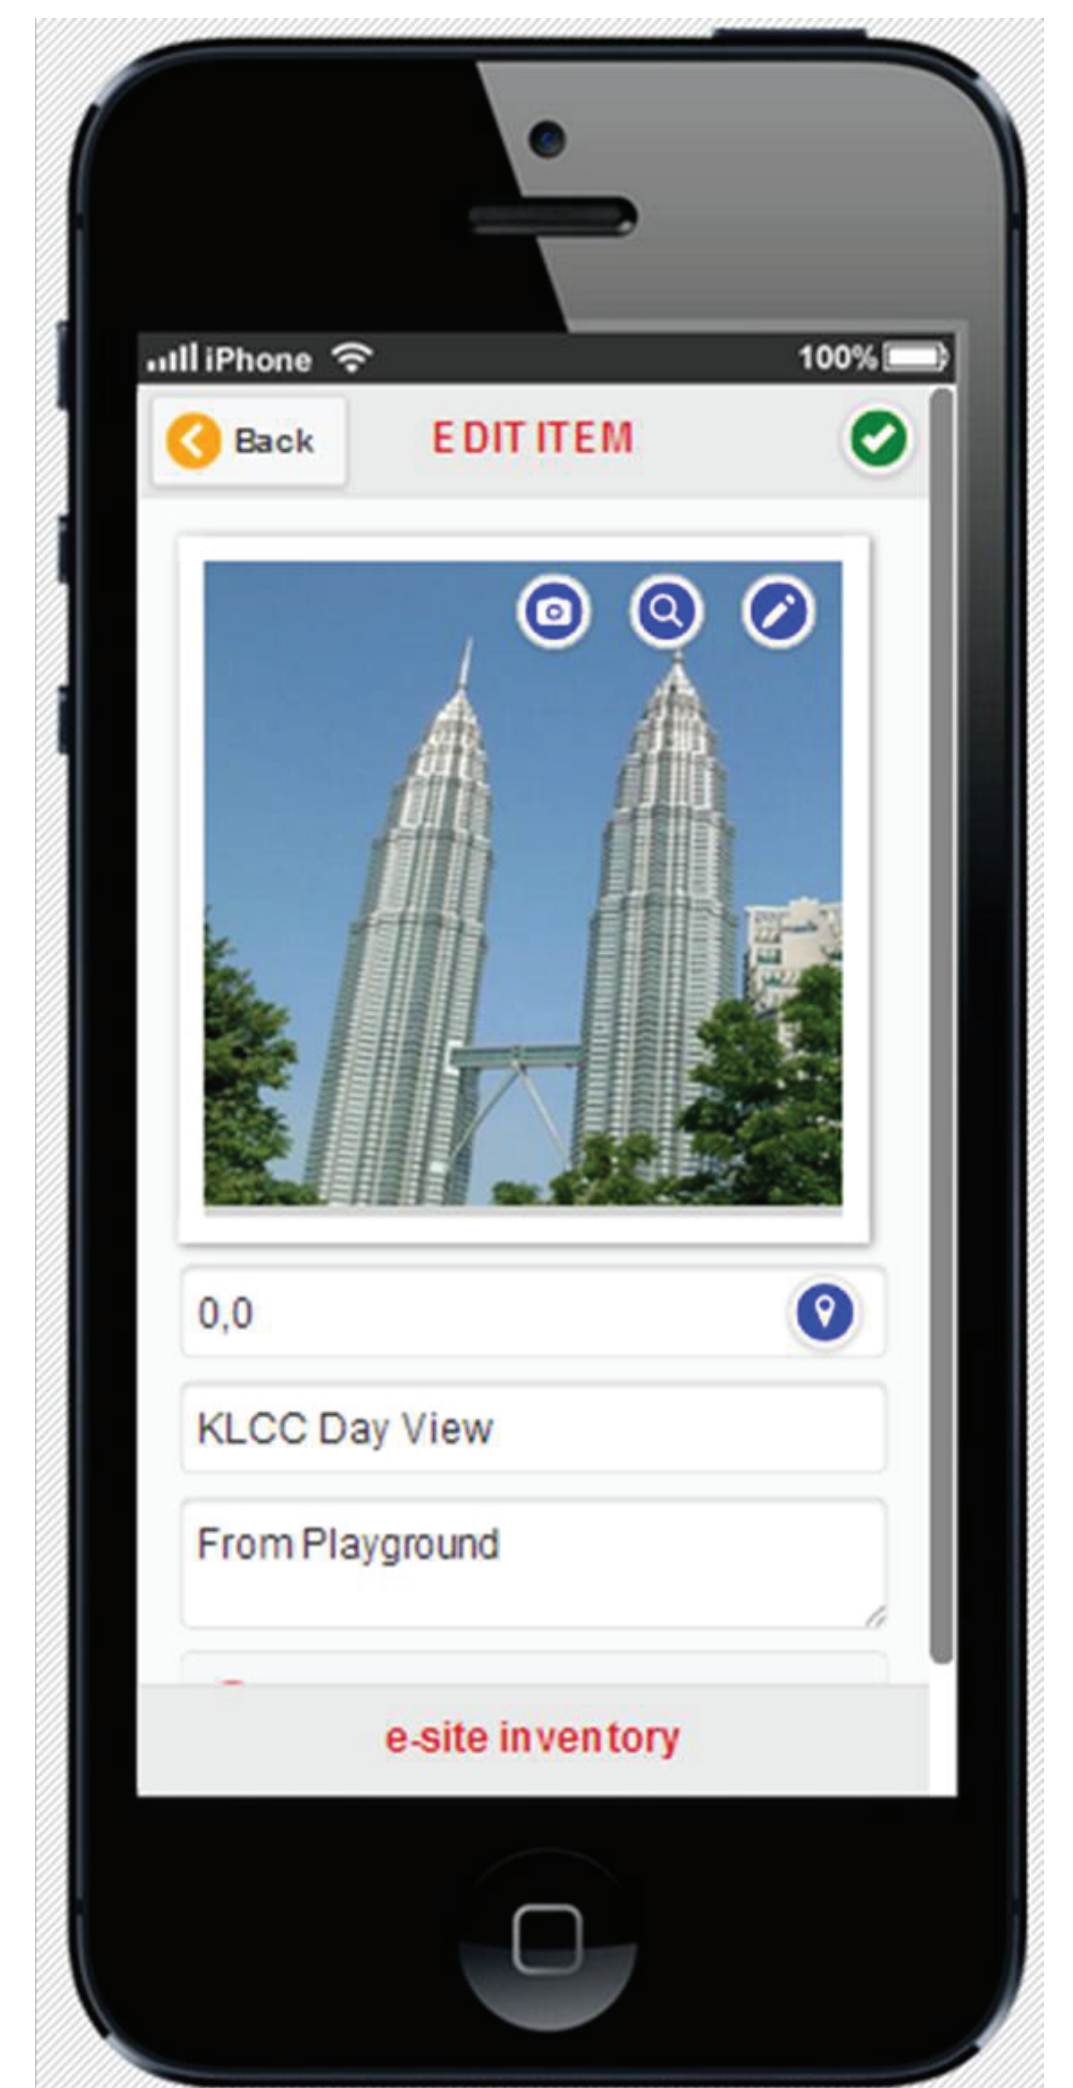 iPhone
100%
Back
EDIT ITEM
0,0
KLCC Day View
From Playground
e-site inventory